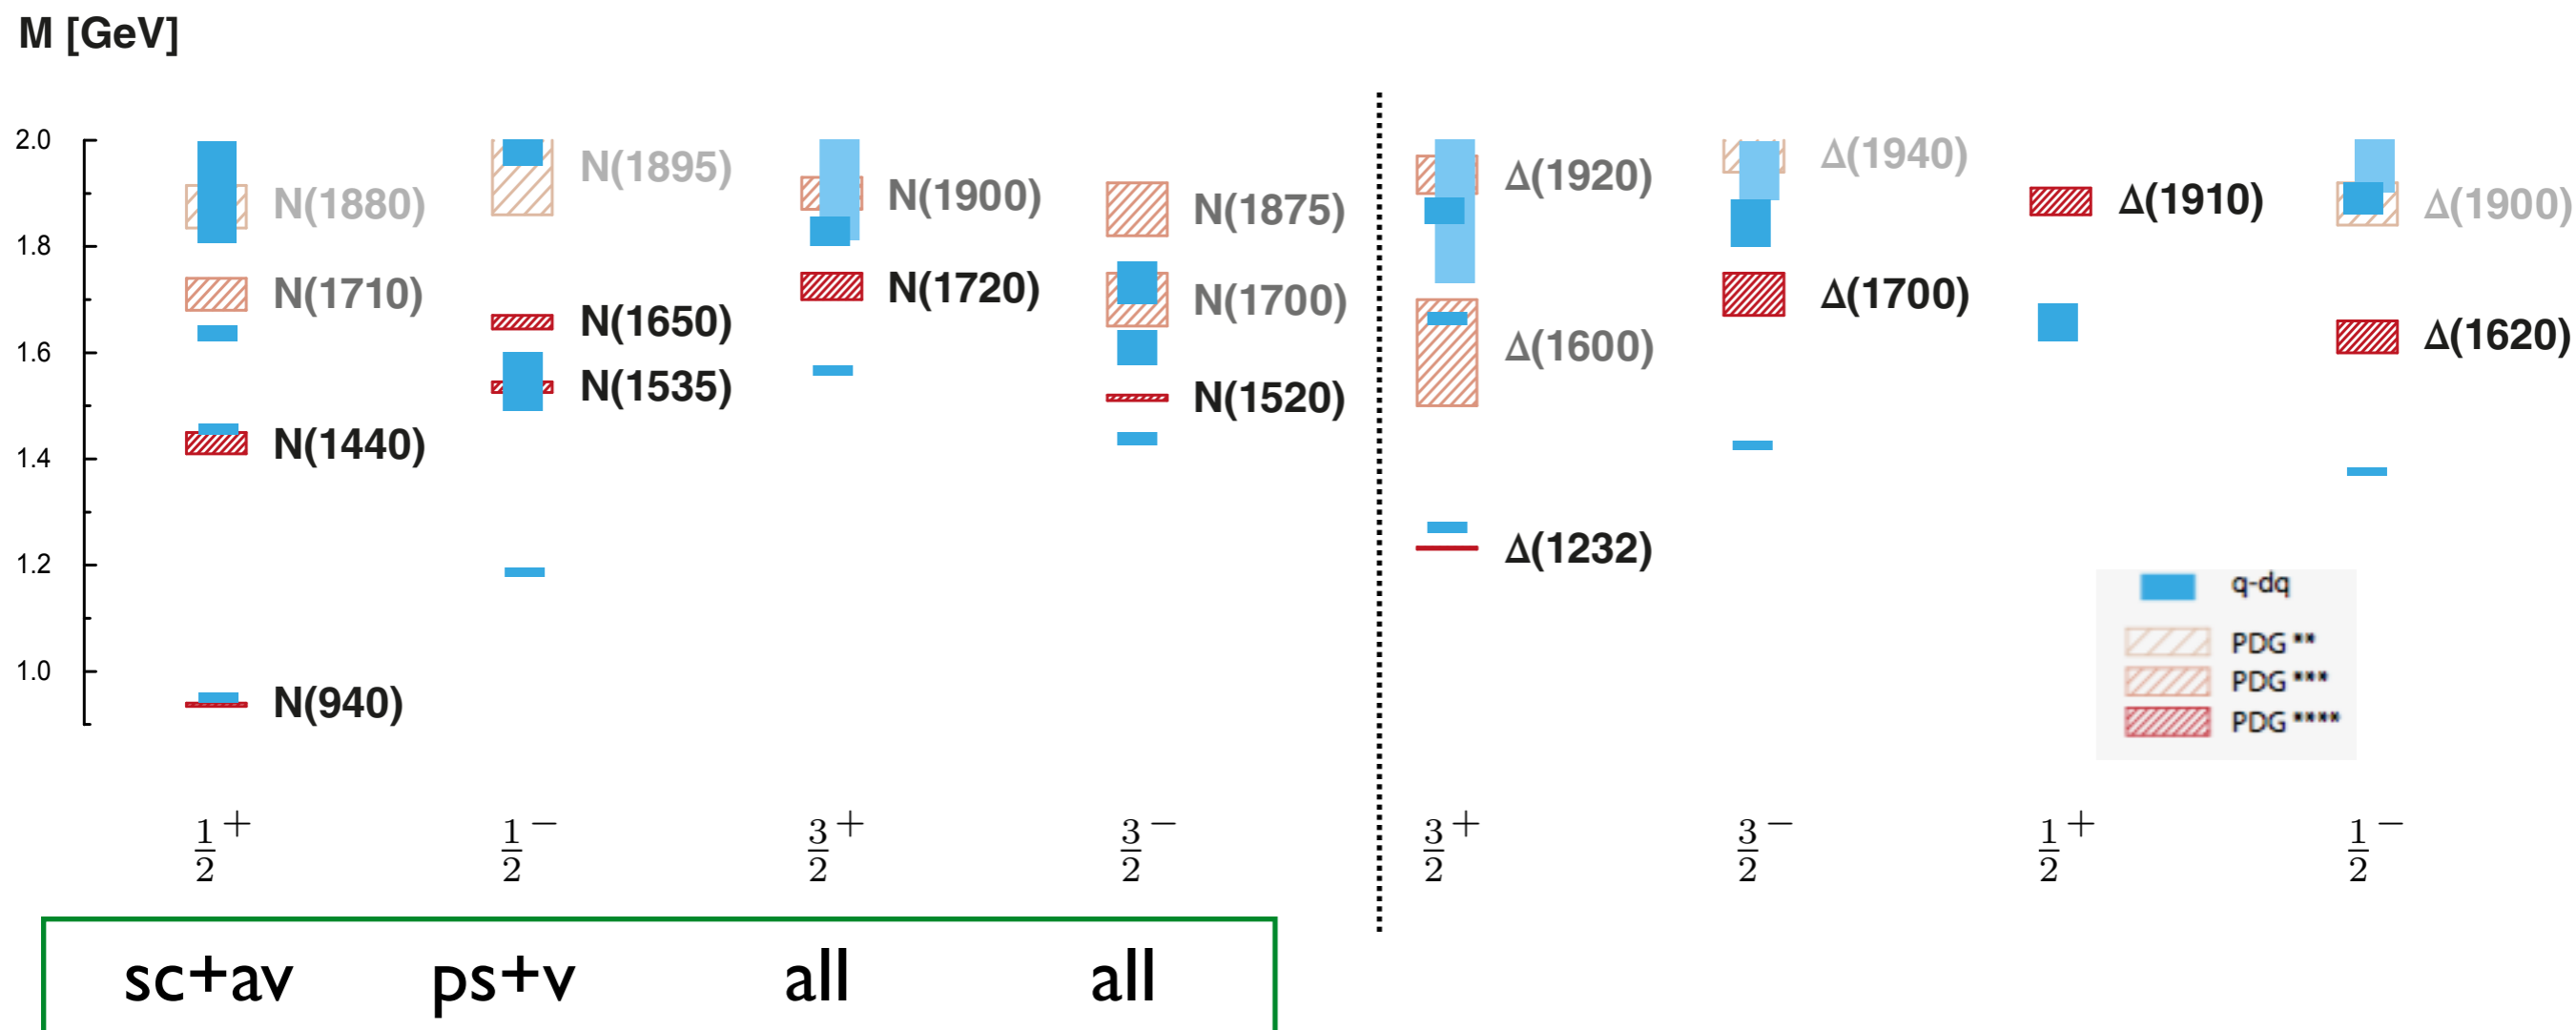 M [GeV]
2.0
1.8
1.6
1.4
1.2
1.0
N(1880)
N(1710)
N(1440)
N(940)
N(1895)
N(1650)
N(1535)
N(1900)
N(1720)
N(1875)
N(1700)
N(1520)
Δ(1920)
Δ(1600)
Δ(1232)
Δ(1940)
Δ(1700)
Δ(1910)
Δ(1900)
Δ(1620)
q-dq
PDG **
PDG ***
PDG ****
1/2+ 1/2− 3/2+ 3/2− 3/2+ 3/2− 1/2+ 1/2−
sc+av ps+v all all